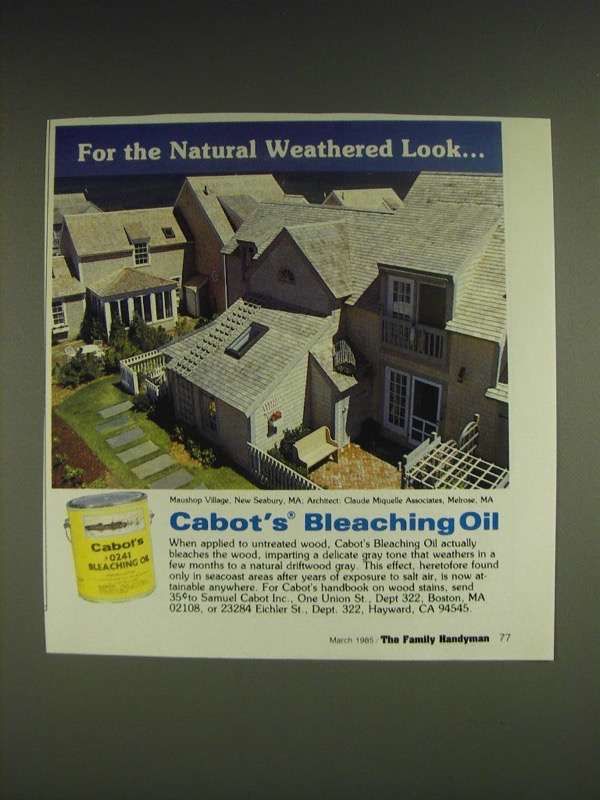 For the Natural Weathered Look...
Maushop Village, New Seabury, MA; Architect: Claude Miquelle Associates, Melrose, MA
Cabot's® Bleaching Oil
When applied to untreated wood, Cabot's Bleaching Oil actually
bleaches the wood, imparting a delicate gray tone that weathers in a
few months to a natural driftwood gray. This effect, heretofore found
only in seacoast areas after years of exposure to salt air, is now at-
tainable anywhere. For Cabot's handbook on wood stains, send
35¢ to Samuel Cabot Inc., One Union St., Dept 322, Boston, MA
02108, or 23284 Eichler St., Dept. 322, Hayward, CA 94545.
Cabot's
#0241
BLEACHING OIL
March 1985 / The Family Handyman 77